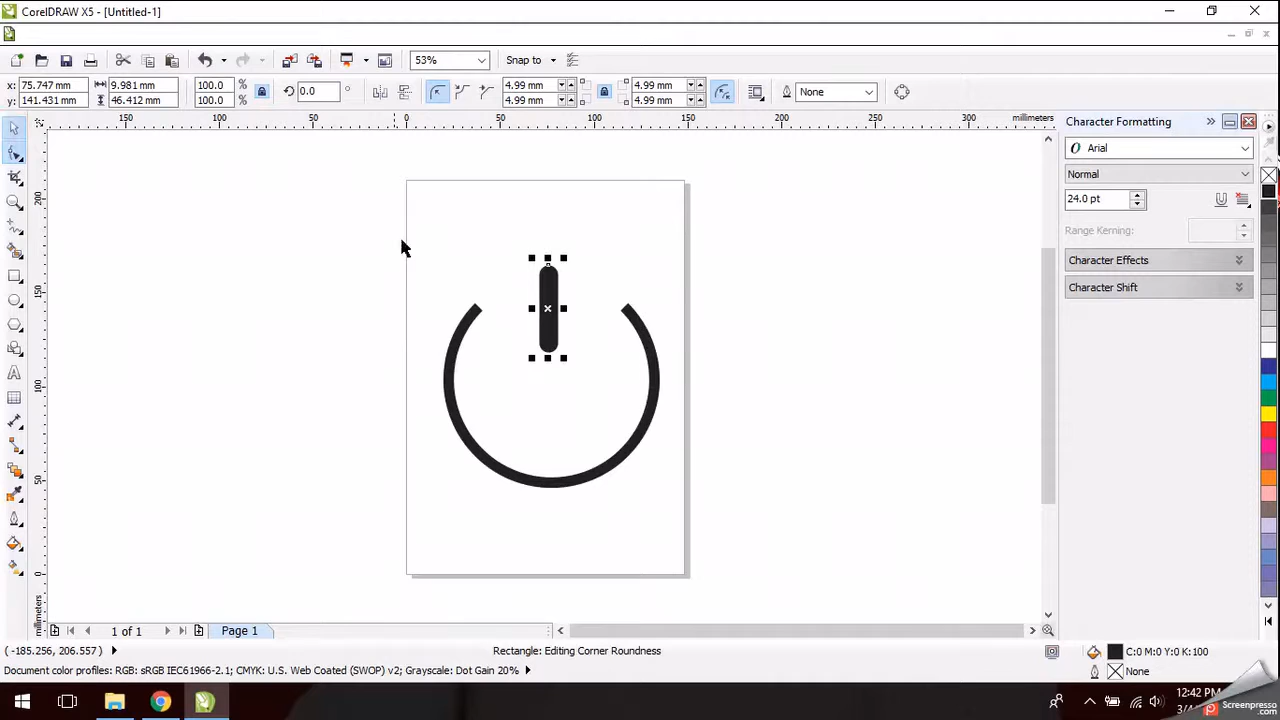 CorelDRAW X5 - [Untitled-1]
53%
Snap to
x: 75.747 mm
y: 141.431 mm
9.981 mm
46.412 mm
100.0 %
100.0 %
0.0 °
4.99 mm
4.99 mm
4.99 mm
4.99 mm
None
150 100 50 0 50 100 150 200 250 300 millimeters
200
150
100
50
0
millimeters
Character Formatting
O Arial
Normal
24.0 pt
U
Range Kerning:
Character Effects
Character Shift
1 of 1
Page 1
(-185.256, 206.557)
Rectangle: Editing Corner Roundness
C:0 M:0 Y:0 K:100
Document color profiles: RGB: sRGB IEC61966-2.1; CMYK: U.S. Web Coated (SWOP) v2; Grayscale: Dot Gain 20%
None
12:42 PM
Screenpresso
.com